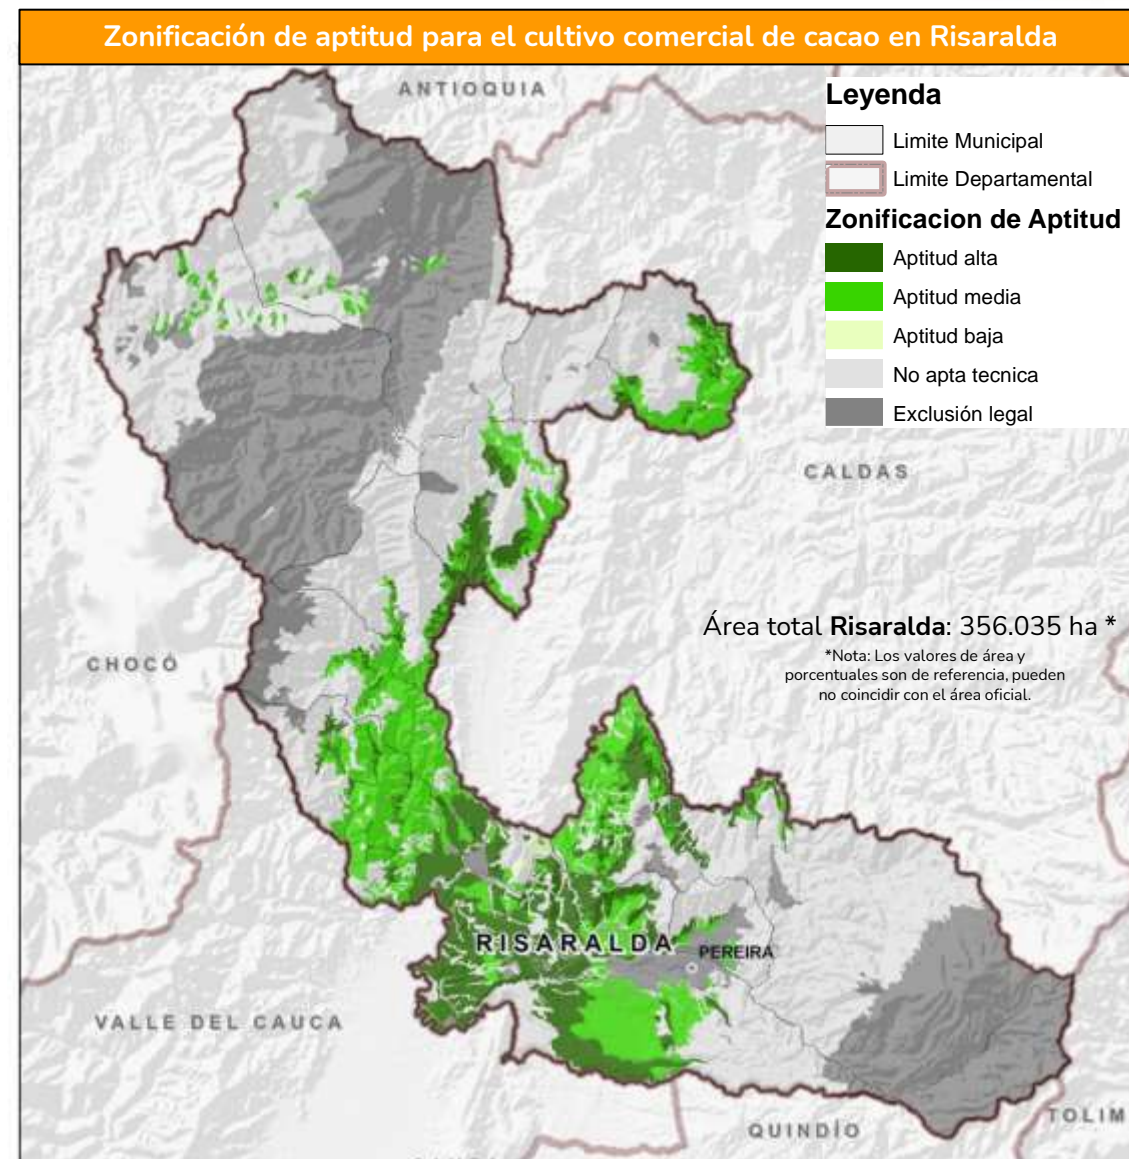 Zonificación de aptitud para el cultivo comercial de cacao en Risaralda
ANTIOQUIA
Leyenda
Limite Municipal
Limite Departamental
Zonificacion de Aptitud
Aptitud alta
Aptitud media
Aptitud baja
No apta tecnica
Exclusión legal
CALDAS
Área total Risaralda: 356.035 ha *
*Nota: Los valores de área y
porcentuales son de referencia, pueden
no coincidir con el área oficial.
CHOCÓ
RISARALDA
PEREIRA
VALLE DEL CAUCA
QUINDÍO
TOLIM